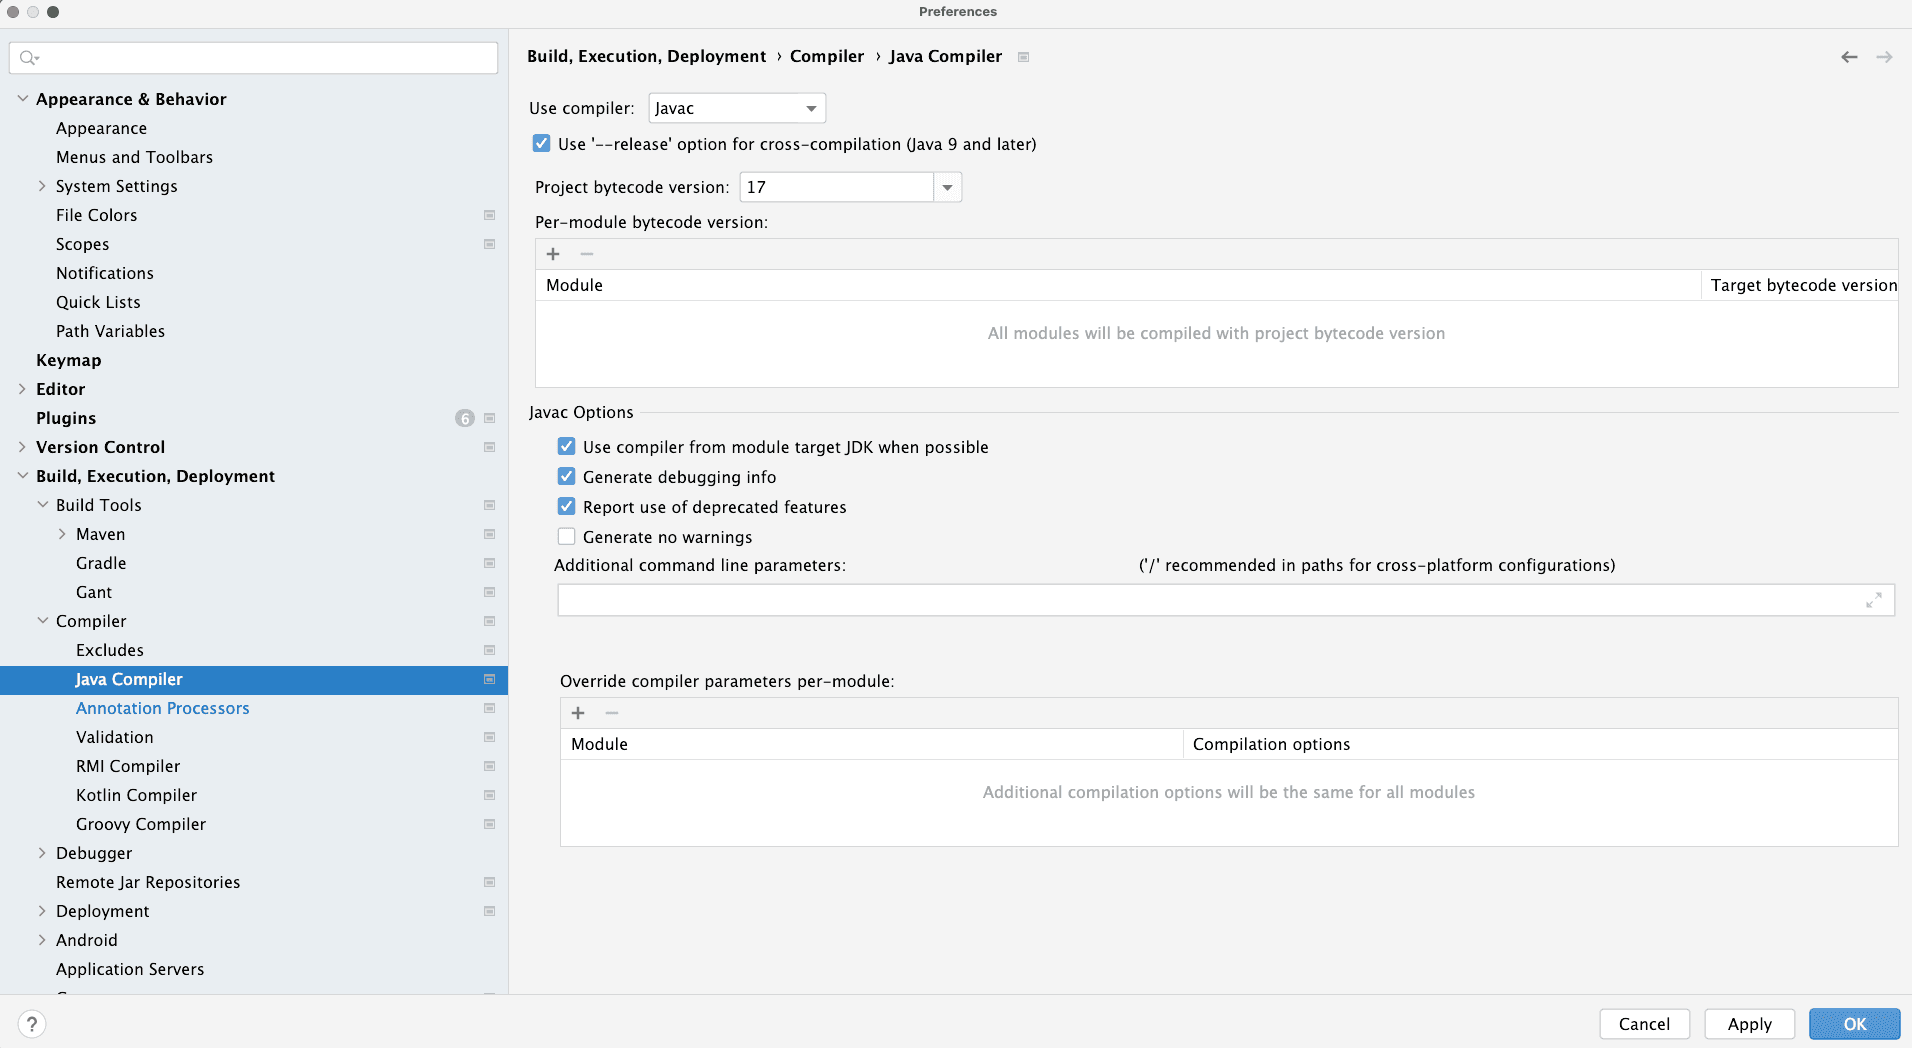 Preferences
Appearance & Behavior
Appearance
Menus and Toolbars
System Settings
File Colors
Scopes
Notifications
Quick Lists
Path Variables
Keymap
Editor
Plugins 6
Version Control
Build, Execution, Deployment
Build Tools
Maven
Gradle
Gant
Compiler
Excludes
Java Compiler
Annotation Processors
Validation
RMI Compiler
Kotlin Compiler
Groovy Compiler
Debugger
Remote Jar Repositories
Deployment
Android
Application Servers
?
Build, Execution, Deployment › Compiler › Java Compiler
Use compiler: Javac
Use '--release' option for cross-compilation (Java 9 and later)
Project bytecode version: 17
Per-module bytecode version:
Module Target bytecode version
All modules will be compiled with project bytecode version
Javac Options
Use compiler from module target JDK when possible
Generate debugging info
Report use of deprecated features
Generate no warnings
Additional command line parameters: ('/' recommended in paths for cross-platform configurations)
Override compiler parameters per-module:
Module Compilation options
Additional compilation options will be the same for all modules
Cancel Apply OK